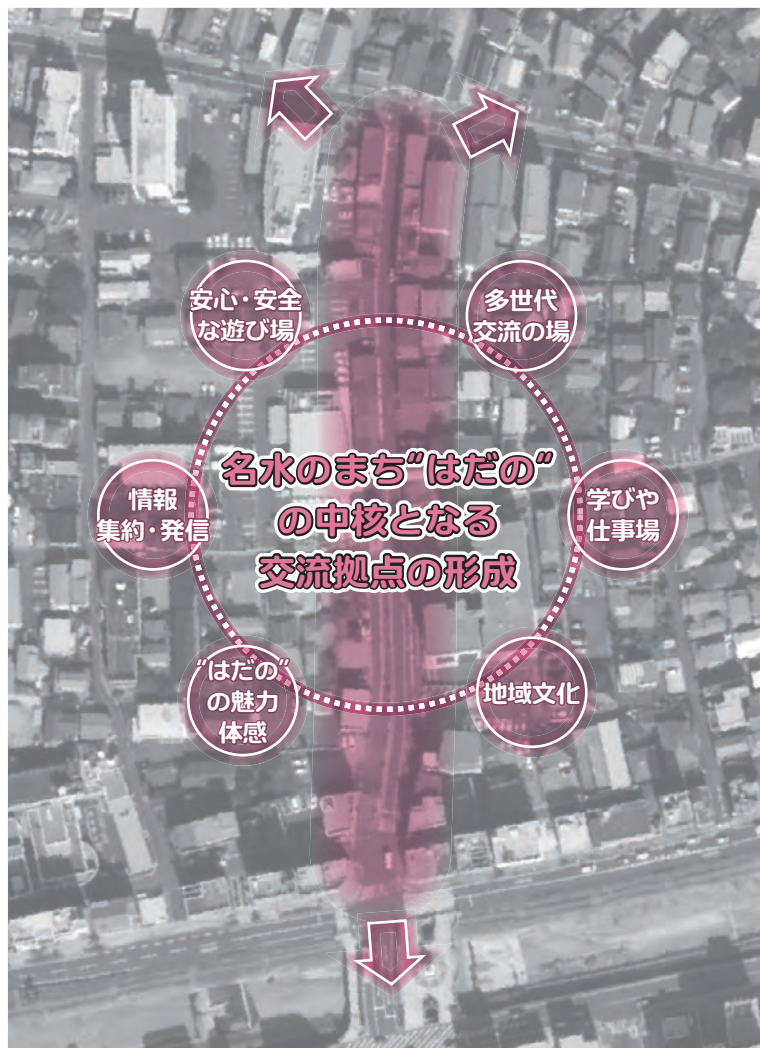 安心・安全
な遊び場
多世代
交流の場
名水のまち“はだの”
の中核となる
交流拠点の形成
情報
集約・発信
学びや
仕事場
“はだの”
の魅力
体感
地域文化